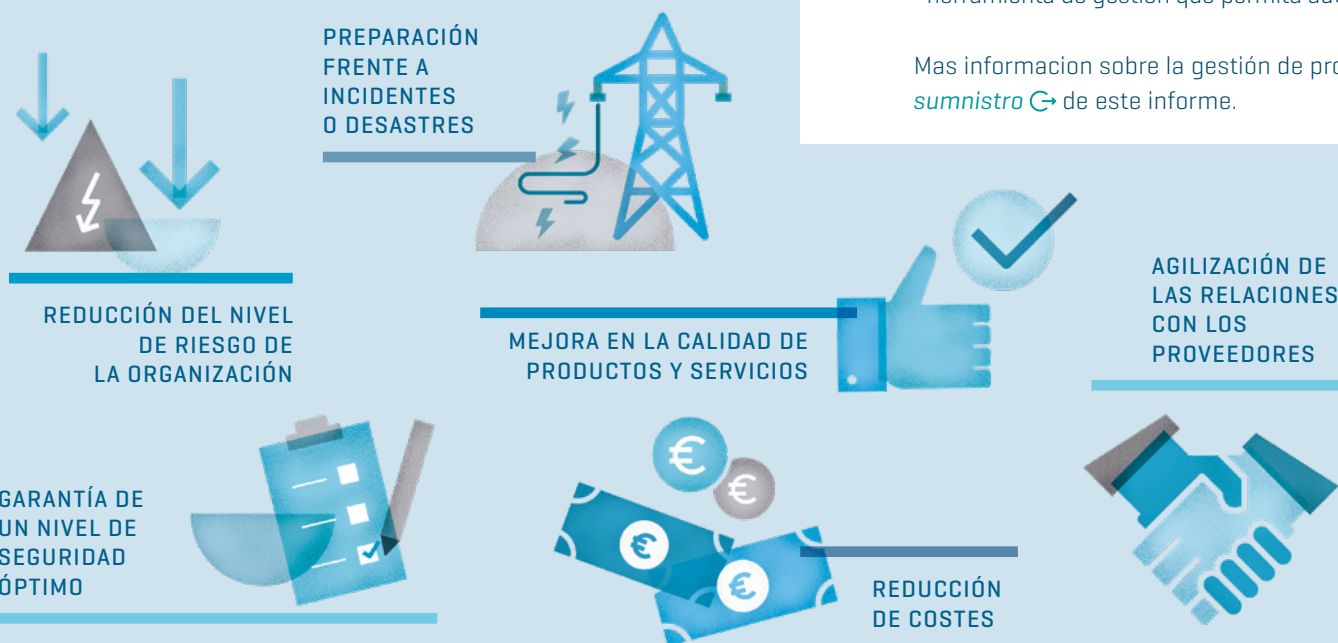 PREPARACIÓN
FRENTE A
INCIDENTES
O DESASTRES
Mas informacion sobre la gestión de
sumnistro de este informe.
REDUCCIÓN DEL NIVEL
DE RIESGO DE
LA ORGANIZACIÓN
MEJORA EN LA CALIDAD DE
PRODUCTOS Y SERVICIOS
AGILIZACIÓN DE
LAS RELACIONES
CON LOS
PROVEEDORES
GARANTÍA DE
UN NIVEL DE
SEGURIDAD
ÓPTIMO
REDUCCIÓN
DE COSTES